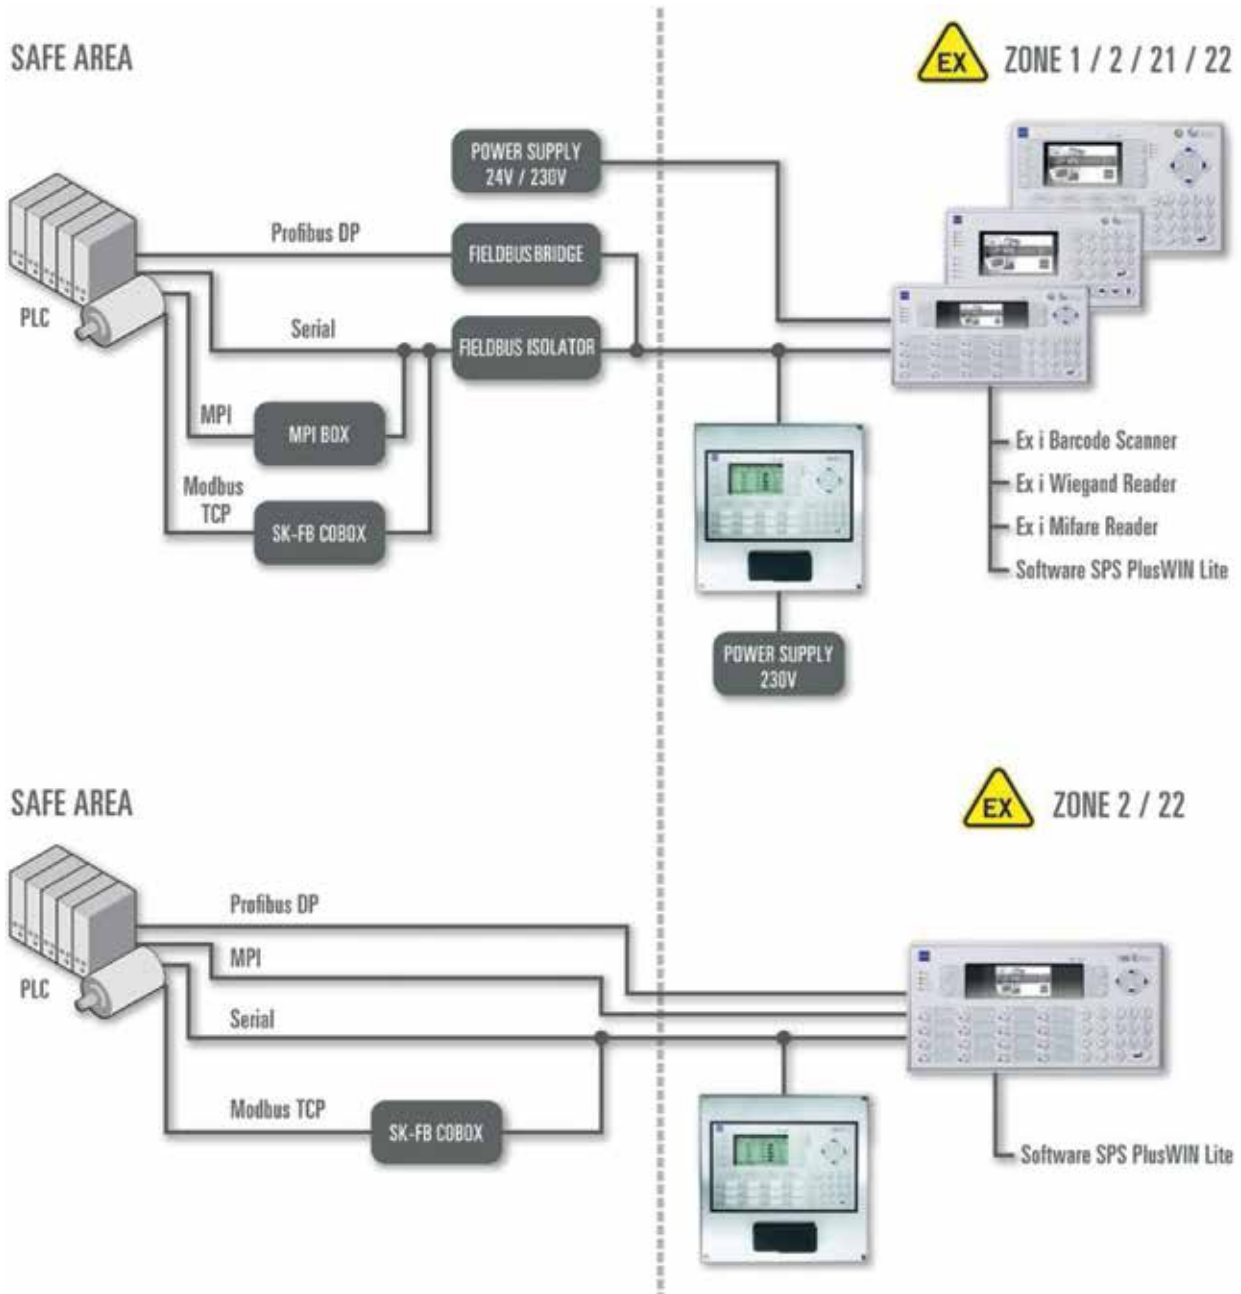 SAFE AREA
EX
ZONE 1 / 2 / 21 / 22
POWER SUPPLY
24V / 230V
Profibus DP
FIELDBUS BRIDGE
PLC
Serial
FIELDBUS ISOLATOR
MPI
MPI BOX
Modbus
TCP
SK-FB COBOX
Ex i Barcode Scanner
Ex i Wiegand Reader
Ex i Mifare Reader
Software SPS PlusWIN Lite
POWER SUPPLY
230V
SAFE AREA
EX
ZONE 2 / 22
Profibus DP
MPI
PLC
Serial
Modbus TCP
SK-FB COBOX
Software SPS PlusWIN Lite